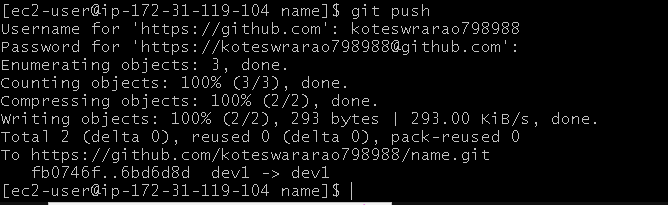 [ec2-user@ip-172-31-119-104 name]$ git push
Username for 'https://github.com': koteswrarao798988
Password for 'https://koteswrarao798988@github.com':
Enumerating objects: 3, done.
Counting objects: 100% (3/3), done.
Compressing objects: 100% (2/2), done.
Writing objects: 100% (2/2), 293 bytes | 293.00 KiB/s, done.
Total 2 (delta 0), reused 0 (delta 0), pack-reused 0
To https://github.com/koteswararao798988/name.git
   fb0746f..6bd6d8d  dev1 -> dev1
[ec2-user@ip-172-31-119-104 name]$